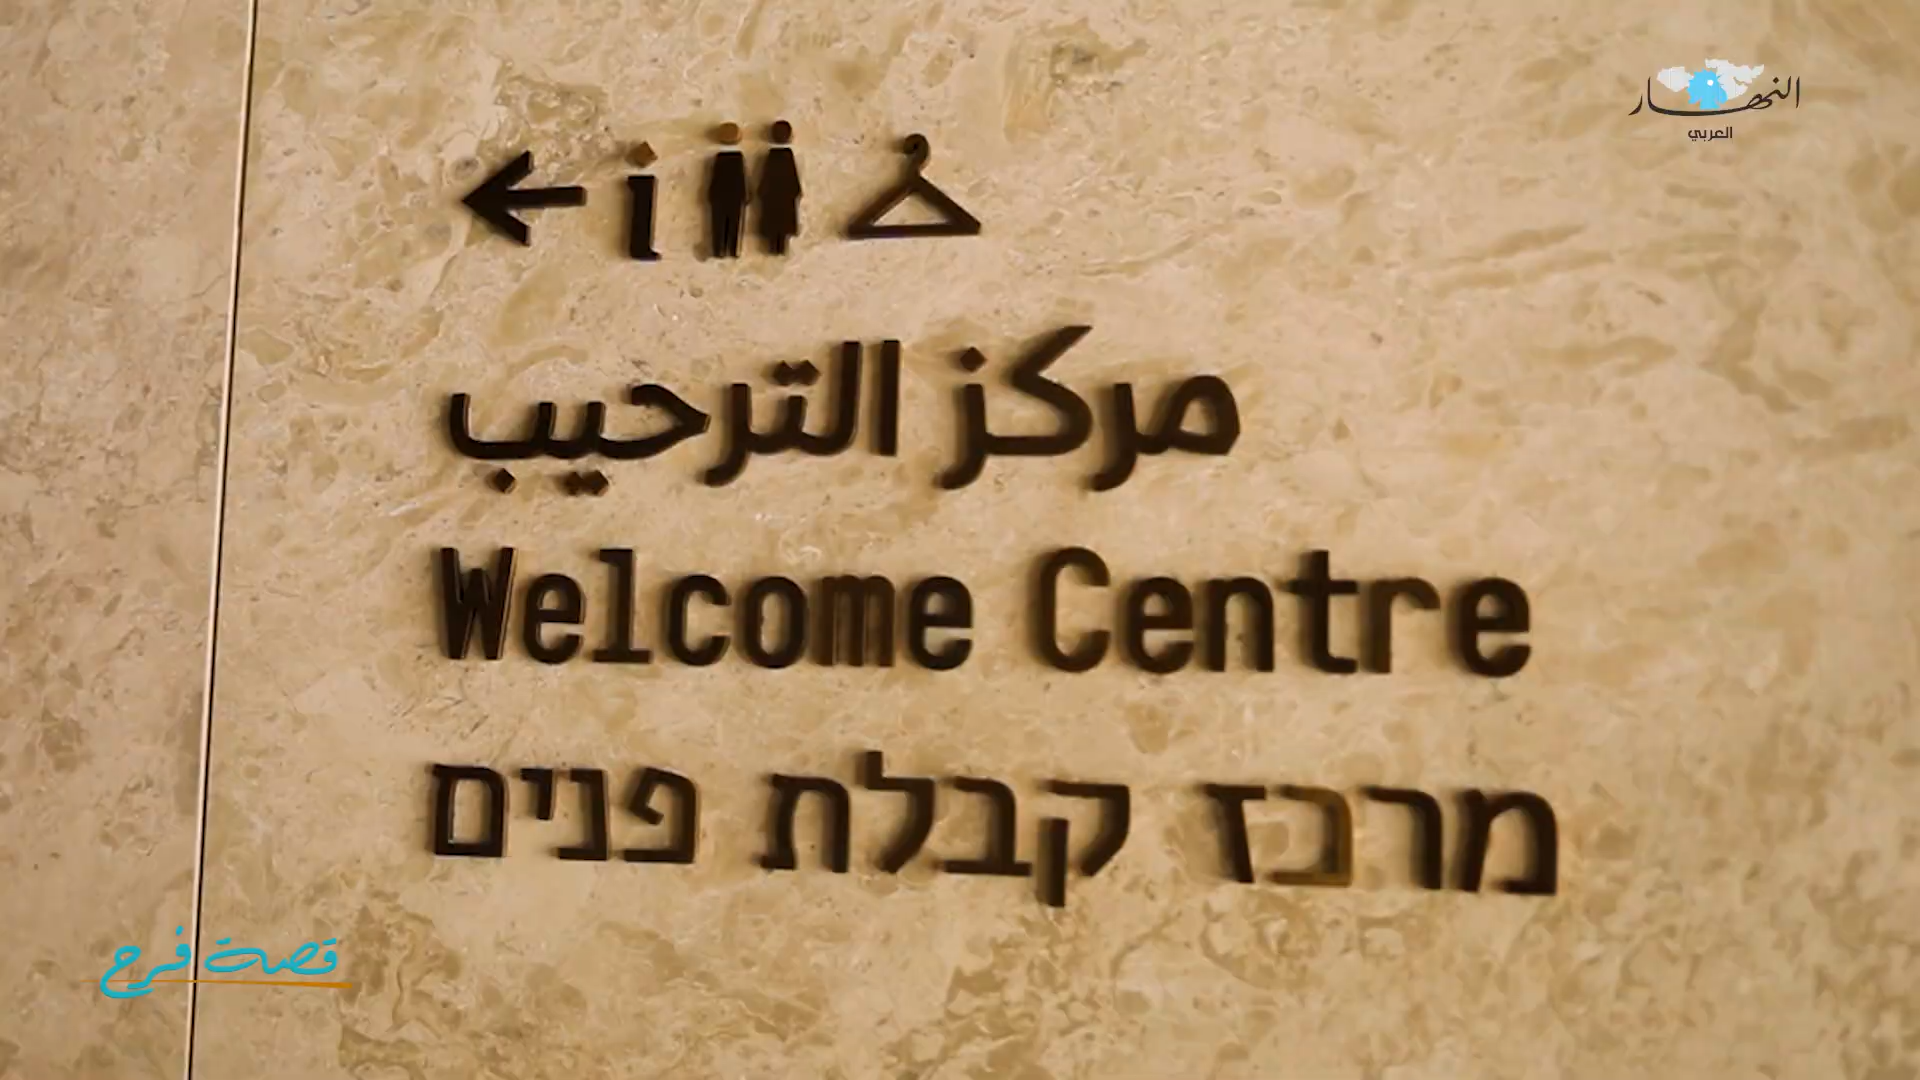 النهار
العربي
i
مركز الترحيب
Welcome Centre
מרכז קבלת פנים
قصة فرح